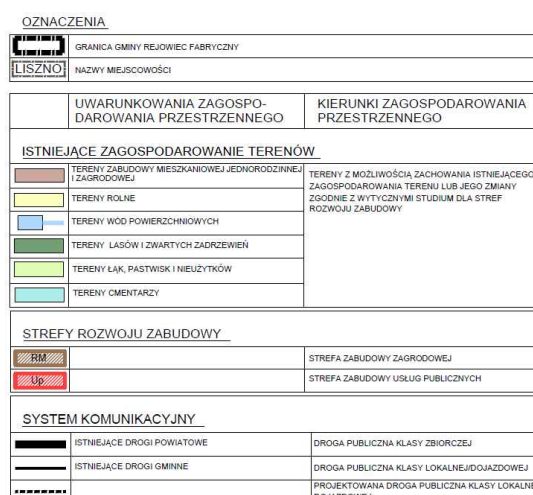 OZNACZENIA
GRANICA GMINY REJOWIEC FABRYCZNY
LISZNO
NAZWY MIEJSCOWOŚCI
UWARUNKOWANIA ZAGOSPO-
DAROWANIA PRZESTRZENNEGO
KIERUNKI ZAGOSPODAROWANIA
PRZESTRZENNEGO
ISTNIEJĄCE ZAGOSPODAROWANIE TERENÓW
TERENY ZABUDOWY MIESZKANIOWEJ JEDNORODZINNEJ
I ZAGRODOWEJ
TERENY Z MOŻLIWOŚCIĄ ZACHOWANIA ISTNIEJĄCEGO
ZAGOSPODAROWANIA TERENU LUB JEGO ZMIANY
ZGODNIE Z WYTYCZNYMI STUDIUM DLA STREF
ROZWOJU ZABUDOWY
TERENY ROLNE
TERENY WÓD POWIERZCHNIOWYCH
TERENY LASÓW I ZWARTYCH ZADRZEWIEŃ
TERENY ŁĄK, PASTWISK I NIEUŻYTKÓW
TERENY CMENTARZY
STREFY ROZWOJU ZABUDOWY
RM
STREFA ZABUDOWY ZAGRODOWEJ
Up
STREFA ZABUDOWY USŁUG PUBLICZNYCH
SYSTEM KOMUNIKACYJNY
ISTNIEJĄCE DROGI POWIATOWE
DROGA PUBLICZNA KLASY ZBIORCZEJ
ISTNIEJĄCE DROGI GMINNE
DROGA PUBLICZNA KLASY LOKALNEJ/DOJAZDOWEJ
PROJEKTOWANA DROGA PUBLICZNA KLASY